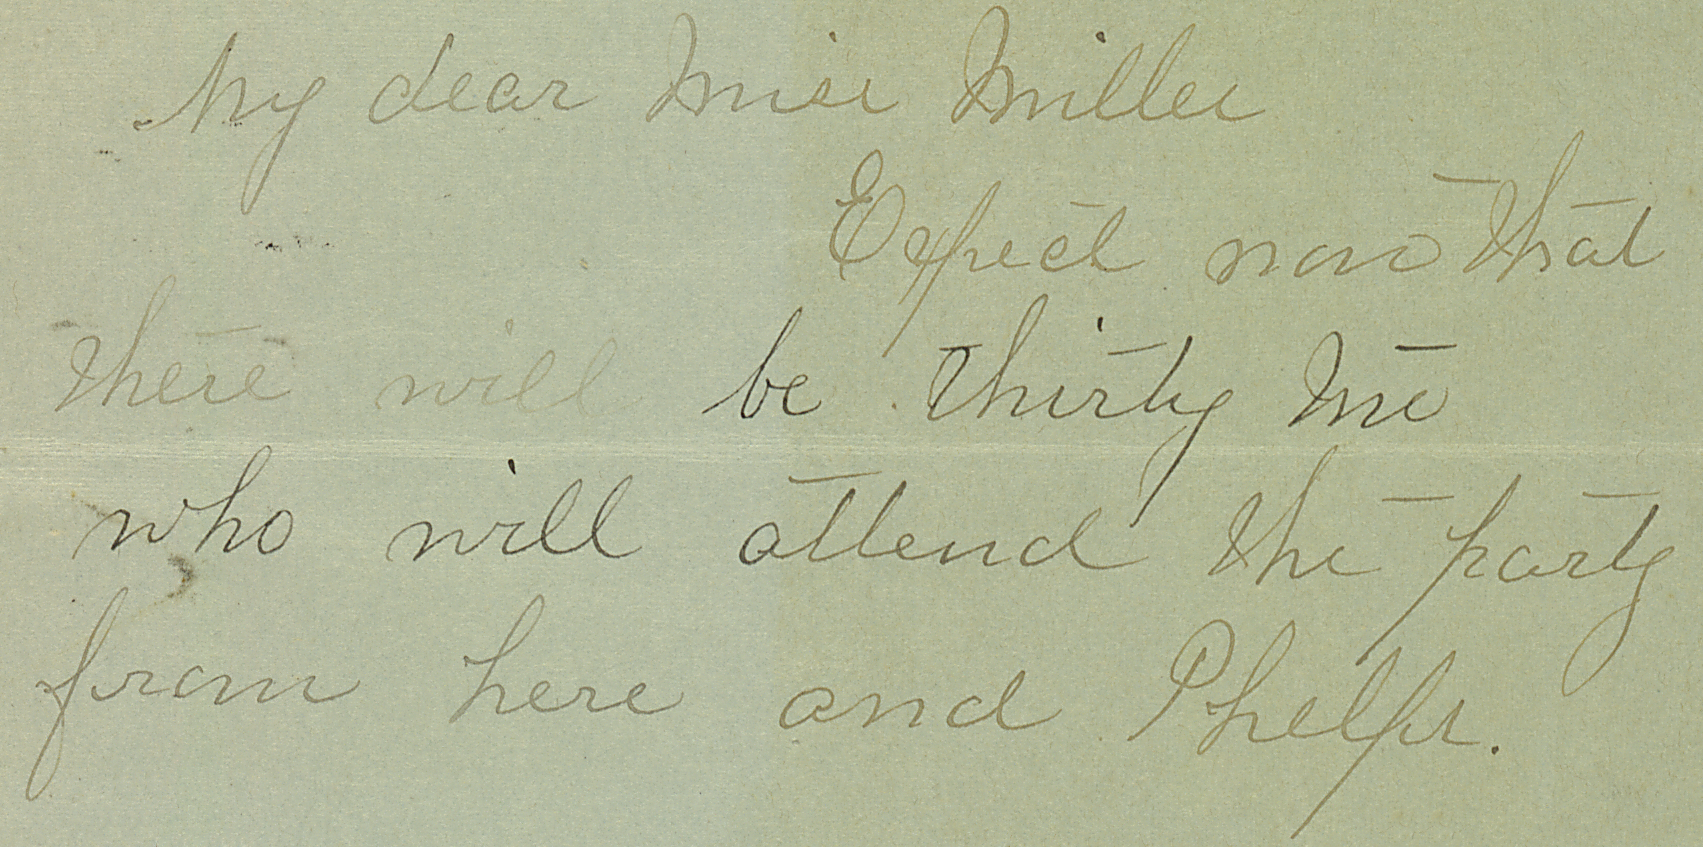 My dear Miss Miller
Expect now that
there will be thirty
who will attend the party
from here and Phelps.